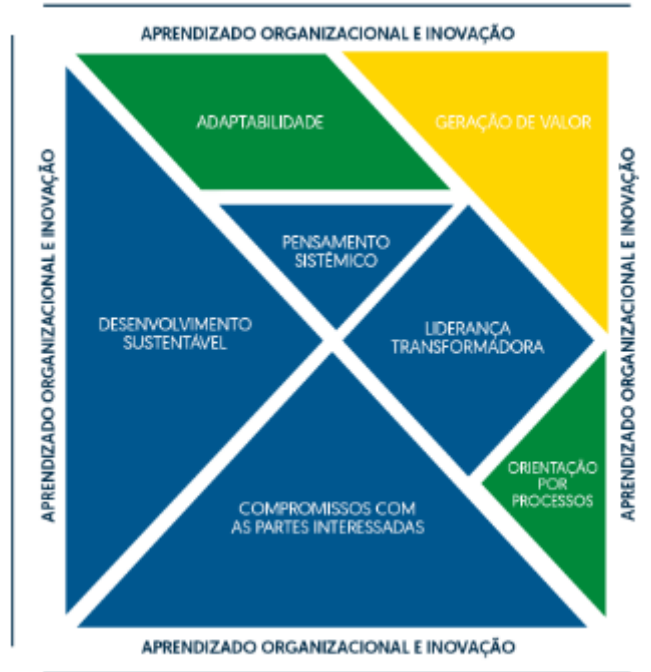 APRENDIZADO ORGANIZACIONAL E INOVAÇÃO
ADAPTABILIDADE
GERAÇÃO DE VALOR
APRENDIZADO ORGANIZACIONAL E INOVAÇÃO
APRENDIZADO ORGANIZACIONAL E INOVAÇÃO
PENSAMENTO
SISTÊMICO
DESENVOLVIMENTO
SUSTENTÁVEL
LIDERANÇA
TRANSFORMADORA
ORIENTAÇÃO
POR
PROCESSOS
COMPROMISSOS COM
AS PARTES INTERESSADAS
APRENDIZADO ORGANIZACIONAL E INOVAÇÃO